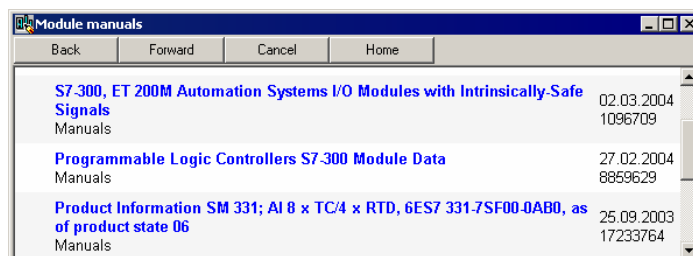 Module manuals
Back Forward Cancel Home
S7-300, ET 200M Automation Systems I/O Modules with Intrinsically-Safe
Signals
Manuals
02.03.2004
1096709
Programmable Logic Controllers S7-300 Module Data
Manuals
27.02.2004
8859629
Product Information SM 331; AI 8 x TC/4 x RTD, 6ES7 331-7SF00-0AB0, as
of product state 06
Manuals
25.09.2003
17233764